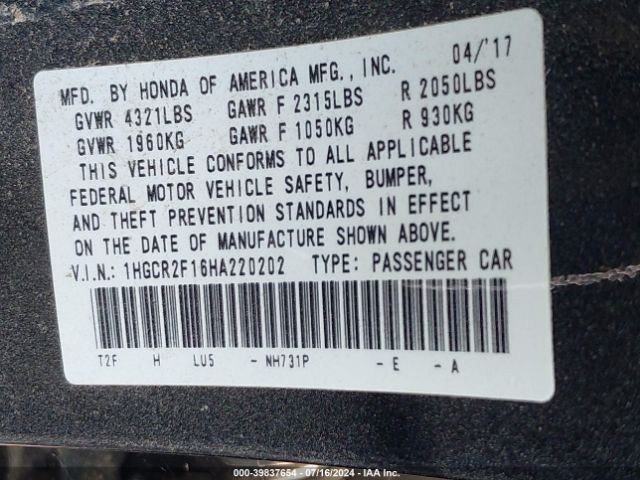 MFD. BY HONDA OF AMERICA MFG., INC. 04/'17
GVWR 4321LBS GAWR F 2315LBS R 2050LBS
GVWR 1960KG GAWR F 1050KG R 930KG
THIS VEHICLE CONFORMS TO ALL APPLICABLE
FEDERAL MOTOR VEHICLE SAFETY, BUMPER,
AND THEFT PREVENTION STANDARDS IN EFFECT
ON THE DATE OF MANUFACTURE SHOWN ABOVE.
V.I.N.: 1HGCR2F16HA220202 TYPE: PASSENGER CAR
T2F H LU5 - NH731P - E - A
000-39837654 - 07/16/2024 - IAA Inc.